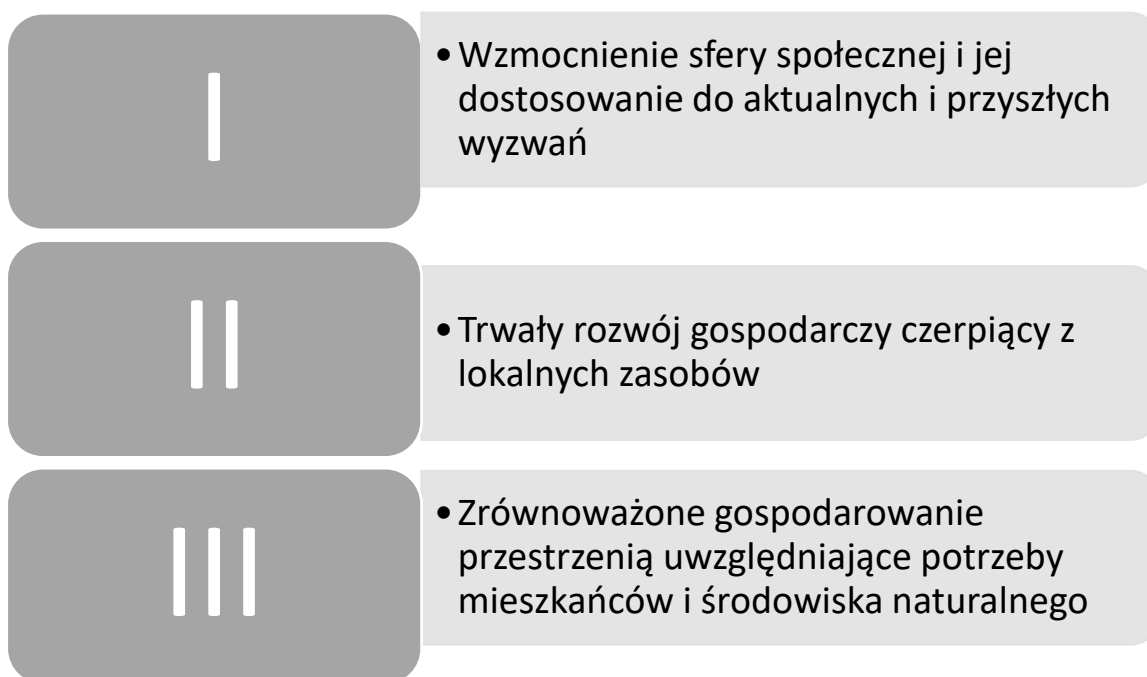 I
• Wzmocnienie sfery społecznej i jej
dostosowanie do aktualnych i przyszłych
wyzwań
II
• Trwały rozwój gospodarczy czerpiący z
lokalnych zasobów
III
• Zrównoważone gospodarowanie
przestrzenią uwzględniające potrzeby
mieszkańców i środowiska naturalnego